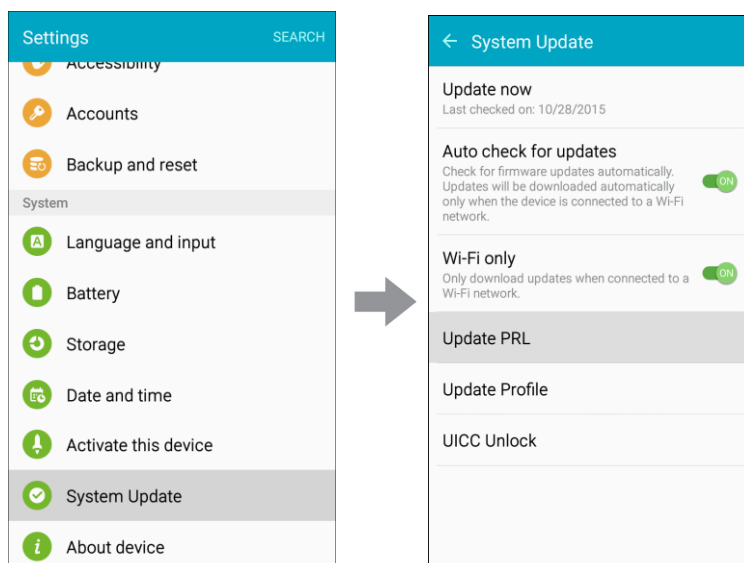 Settings
SEARCH
Accessibility
Accounts
Backup and reset
System
Language and input
Battery
Storage
Date and time
Activate this device
System Update
About device
System Update
Update now
Last checked on: 10/28/2015
Auto check for updates
Check for firmware updates automatically.
Updates will be downloaded automatically
only when the device is connected to a Wi-Fi
network.
ON
Wi-Fi only
Only download updates when connected to a
Wi-Fi network.
ON
Update PRL
Update Profile
UICC Unlock